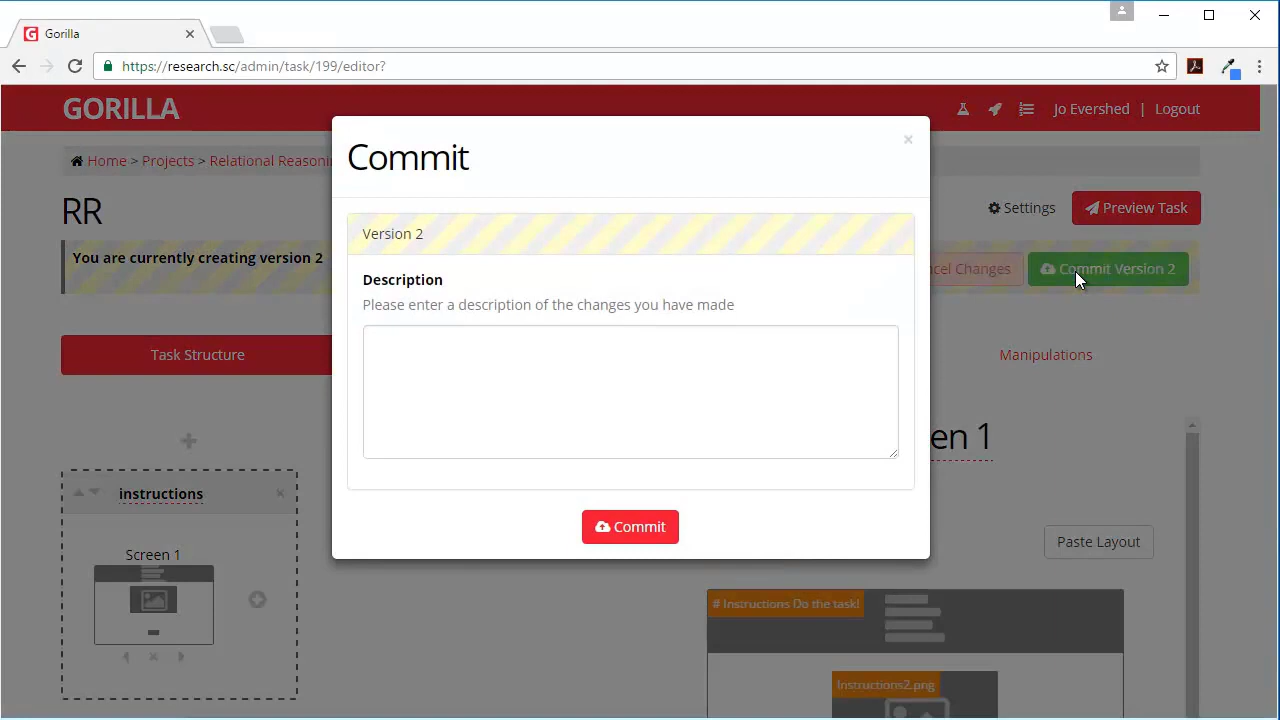 Gorilla
https://research.sc/admin/task/199/editor?
GORILLA
Jo Evershed | Logout
Home > Projects > Relational Reasoni
RR
Settings
Preview Task
You are currently creating version 2
cel Changes
Commit Version 2
Commit
Version 2
Description
Please enter a description of the changes you have made
Commit
Task Structure
Manipulations
en 1
instructions
Screen 1
Paste Layout
# Instructions Do the task!
Instructions2.png